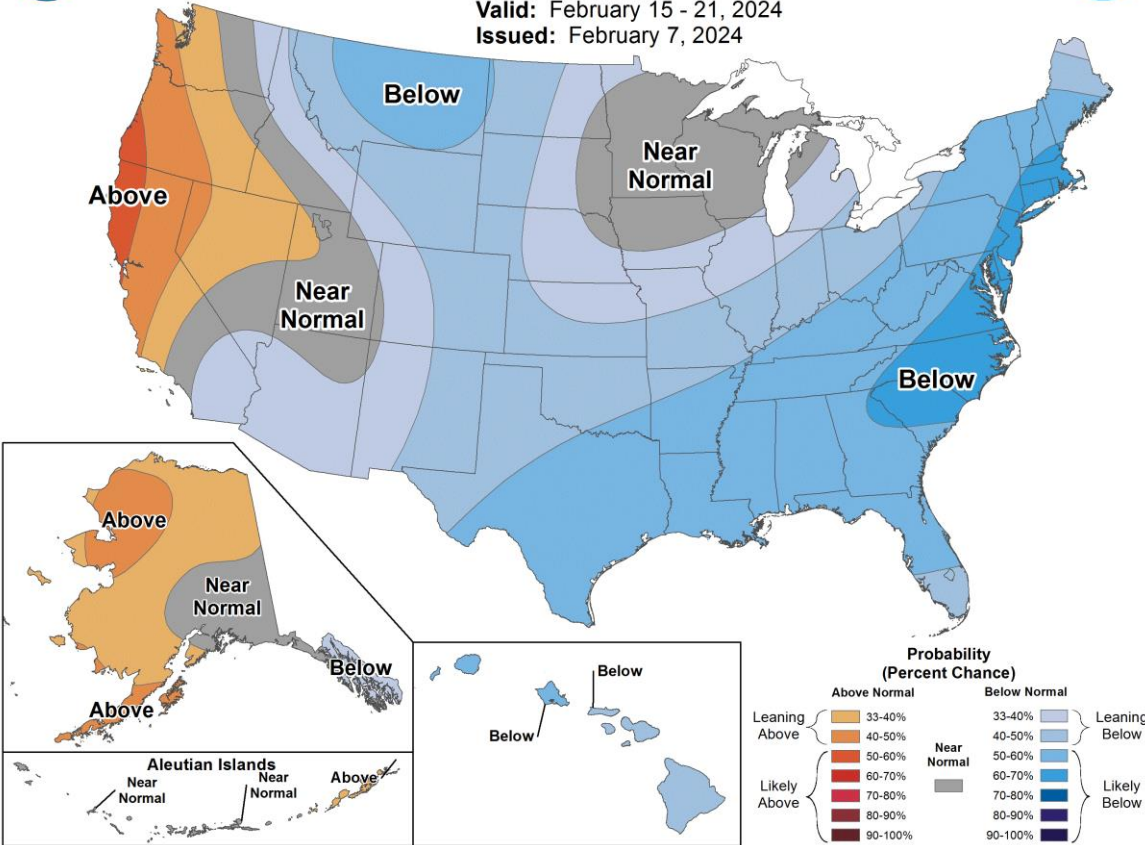 Valid: February 15 - 21, 2024
Issued: February 7, 2024
Below
Near
Normal
Above
Near
Normal
Below
Above
Near
Normal
Below
Above
Aleutian Islands
Near
Normal
Near
Normal
Above
Below
Below
Probability
(Percent Chance)
Above Normal
Below Normal
Leaning
Above
33-40%
40-50%
Likely
Above
50-60%
60-70%
70-80%
80-90%
90-100%
Near
Normal
33-40%
40-50%
Leaning
Below
50-60%
60-70%
70-80%
80-90%
90-100%
Likely
Below